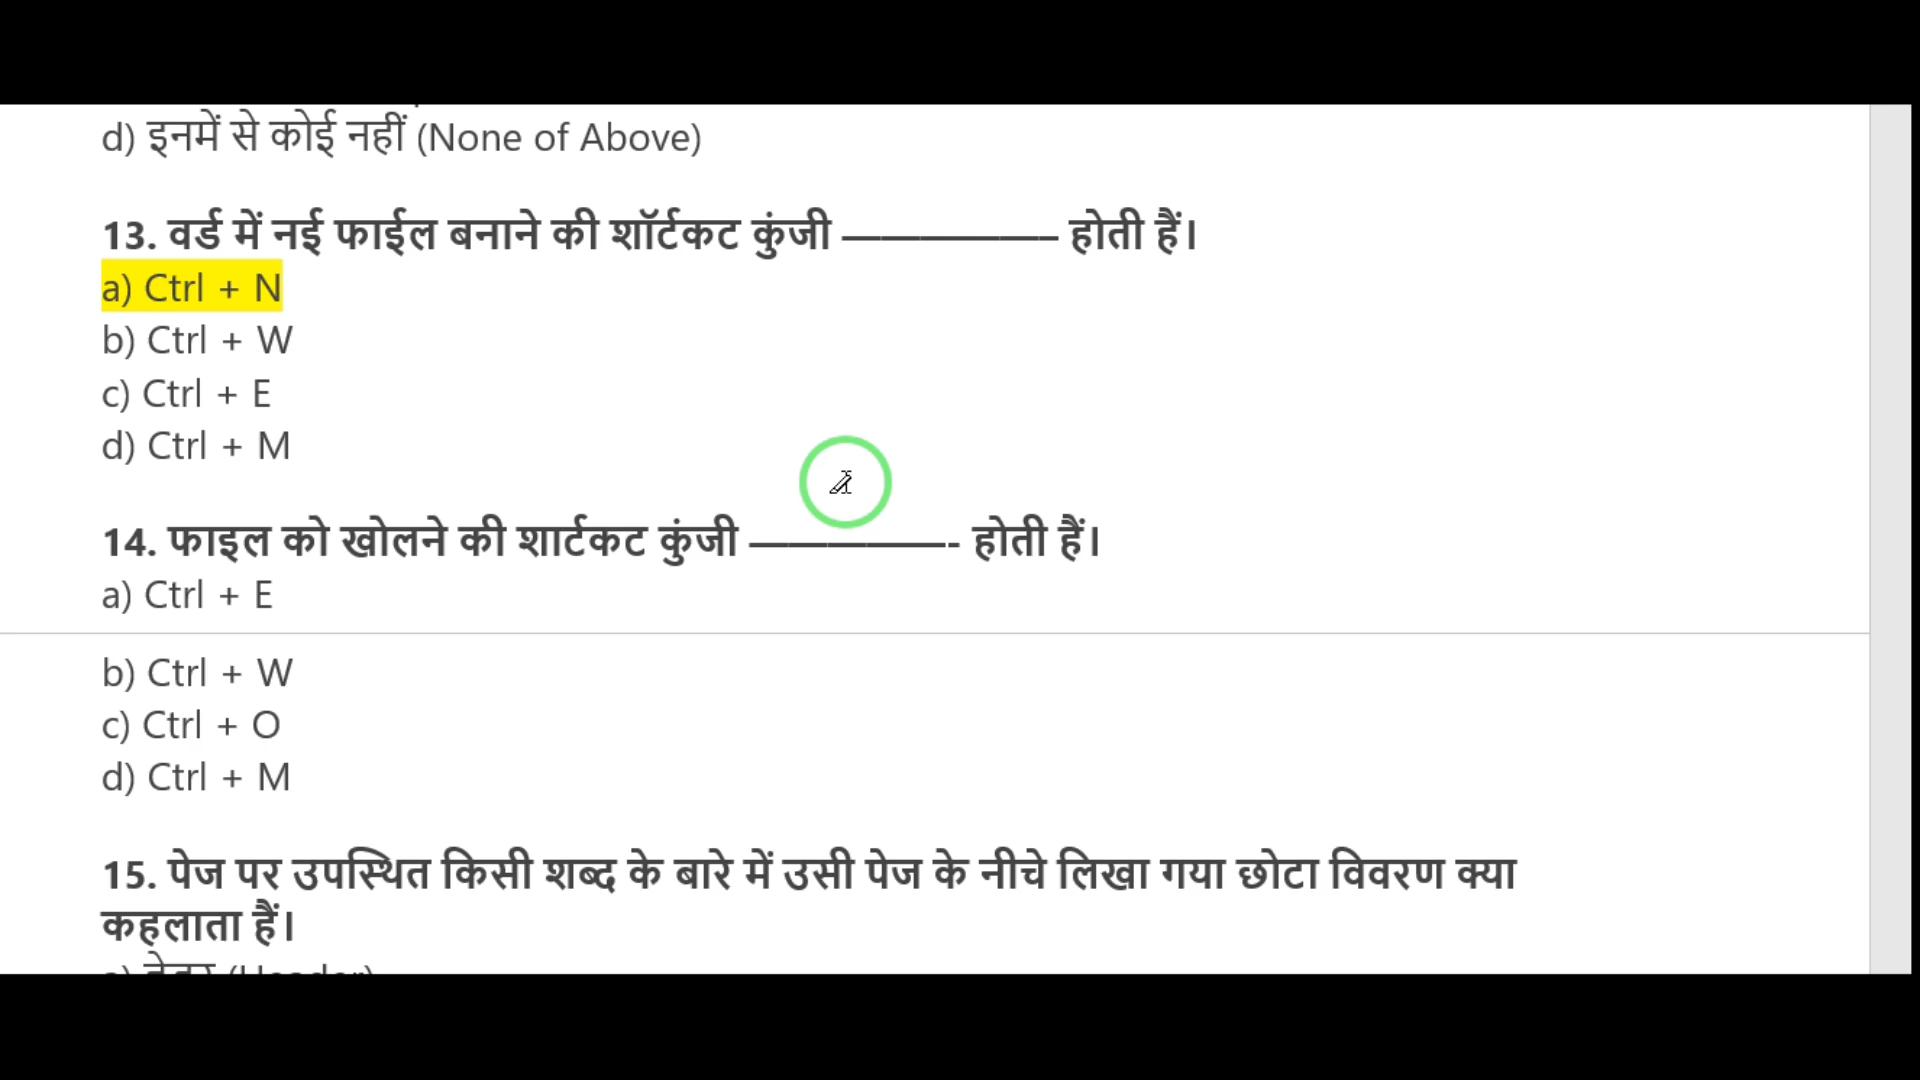 d) इनमें से कोई नहीं (None of Above)
13. वर्ड में नई फाईल बनाने की शॉर्टकट कुंजी —————– होती हैं।
a) Ctrl + N
b) Ctrl + W
c) Ctrl + E
d) Ctrl + M
14. फाइल को खोलने की शार्टकट कुंजी —————- होती हैं।
a) Ctrl + E
b) Ctrl + W
c) Ctrl + O
d) Ctrl + M
15. पेज पर उपस्थित किसी शब्द के बारे में उसी पेज के नीचे लिखा गया छोटा विवरण क्या
कहलाता हैं।
(Header)